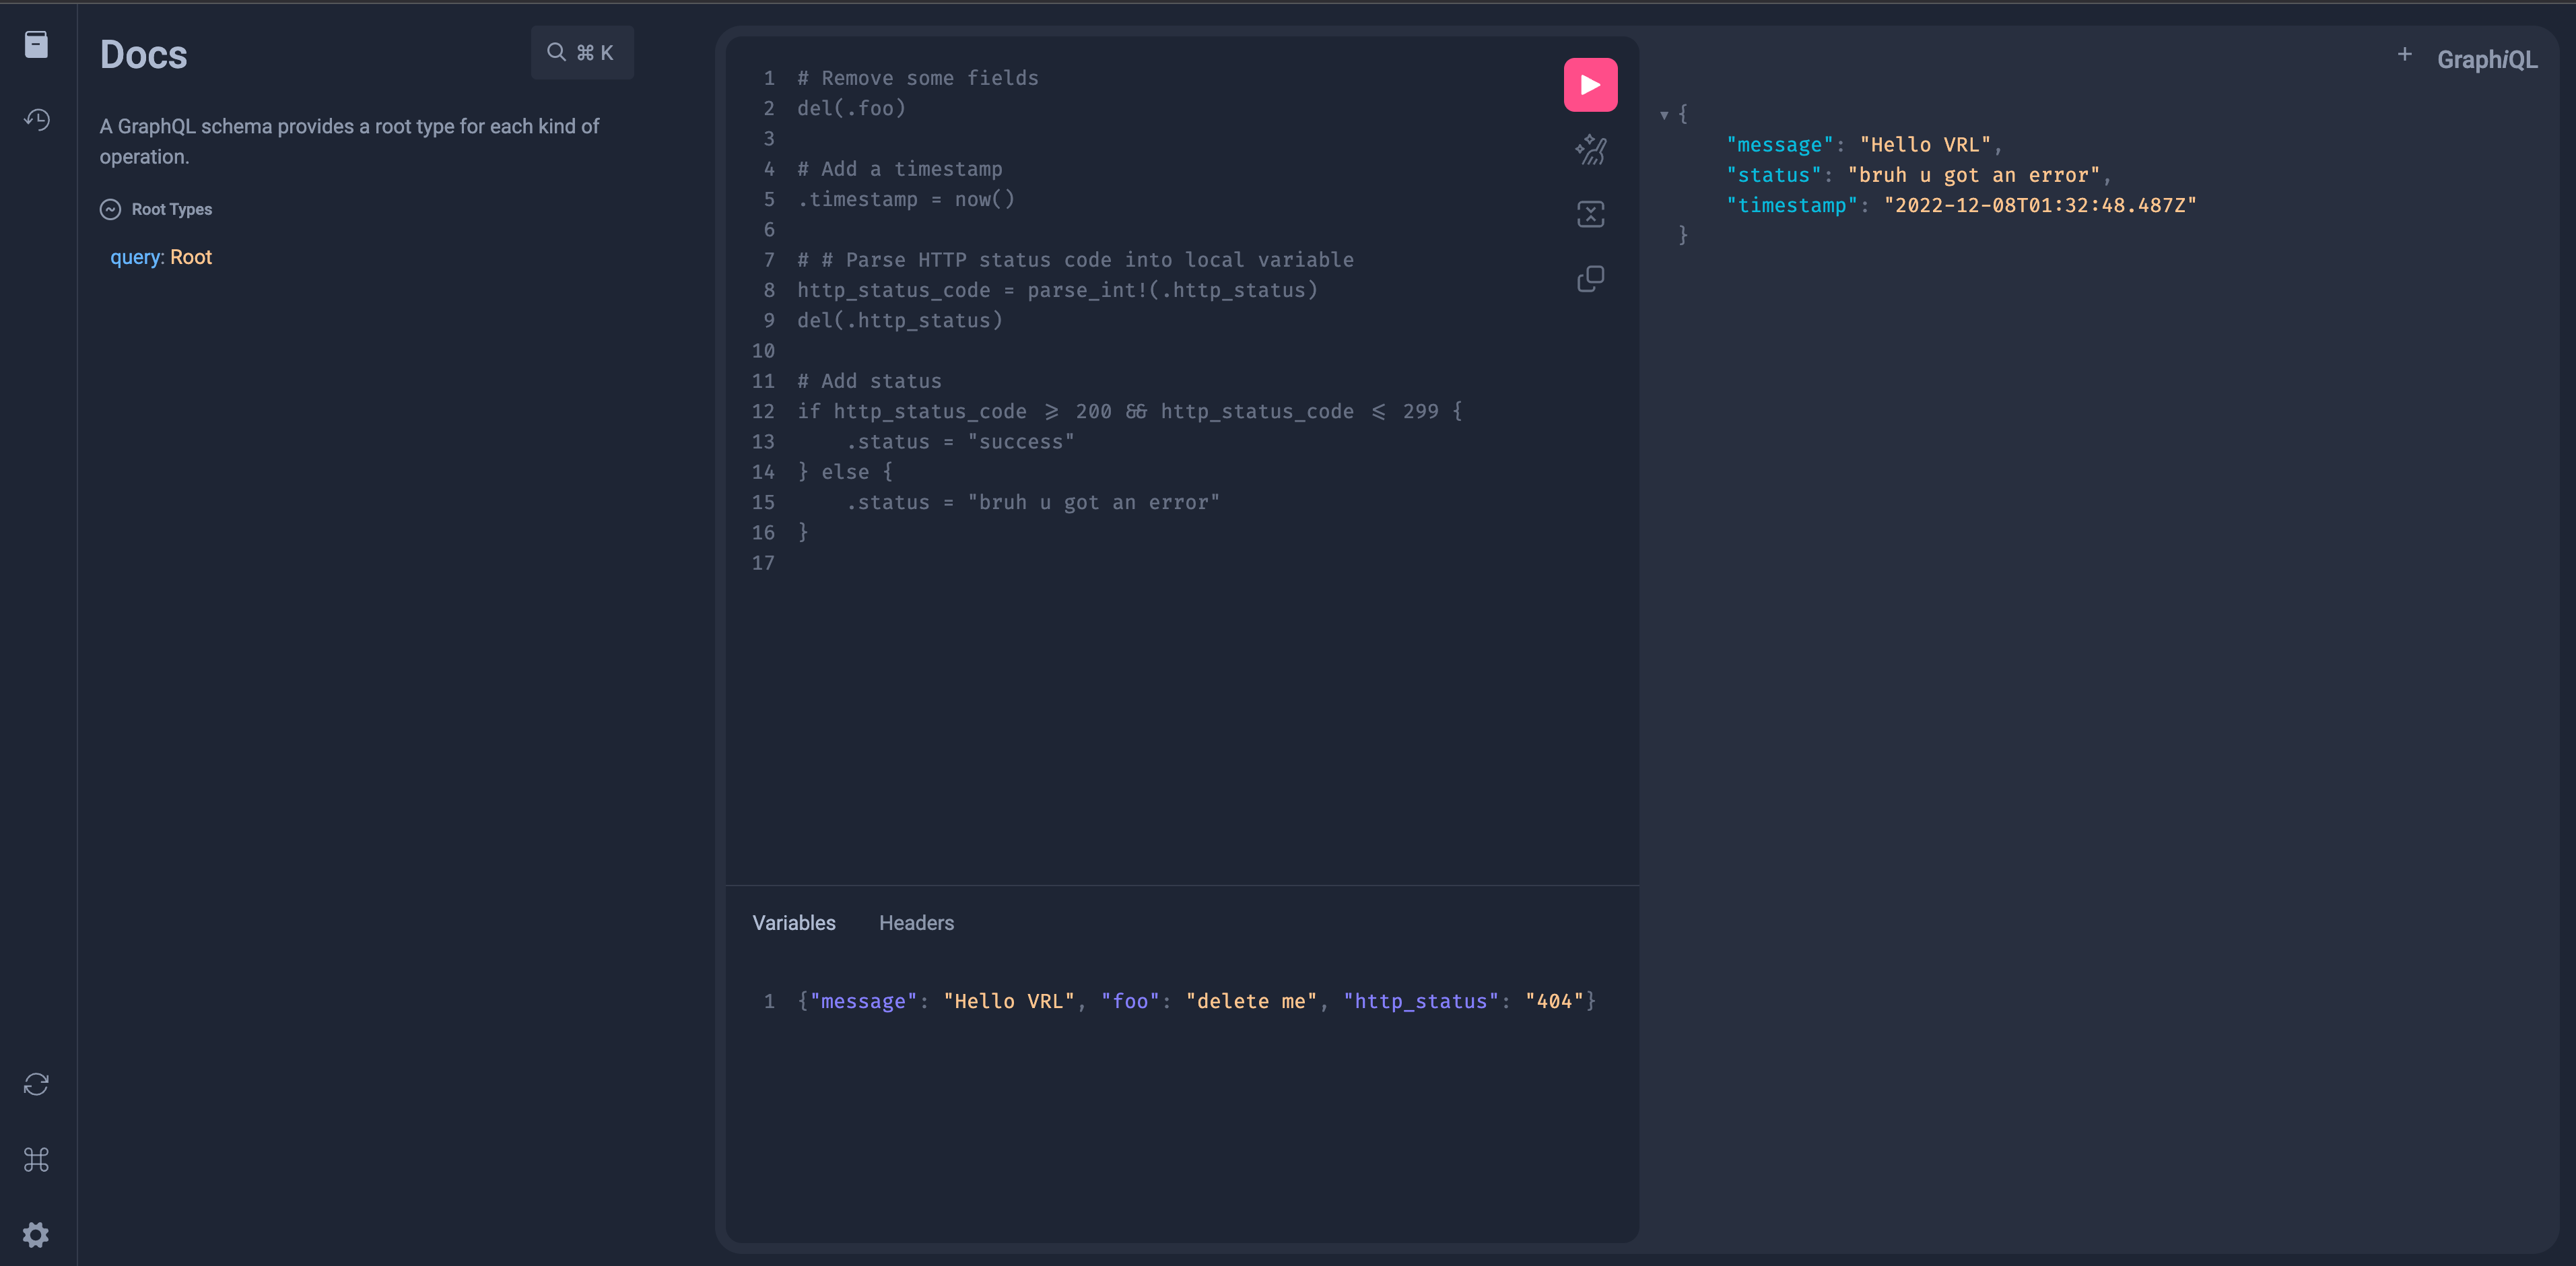 Docs
⌘ K
A GraphQL schema provides a root type for each kind of
operation.
Root Types
query: Root
1 # Remove some fields
2 del(.foo)
3
4 # Add a timestamp
5 .timestamp = now()
6
7 # # Parse HTTP status code into local variable
8 http_status_code = parse_int!(.http_status)
9 del(.http_status)
10
11 # Add status
12 if http_status_code >= 200 && http_status_code <= 299 {
13     .status = "success"
14 } else {
15     .status = "bruh u got an error"
16 }
17
Variables Headers
1 {"message": "Hello VRL", "foo": "delete me", "http_status": "404"}
+ GraphiQL
{
    "message": "Hello VRL",
    "status": "bruh u got an error",
    "timestamp": "2022-12-08T01:32:48.487Z"
}